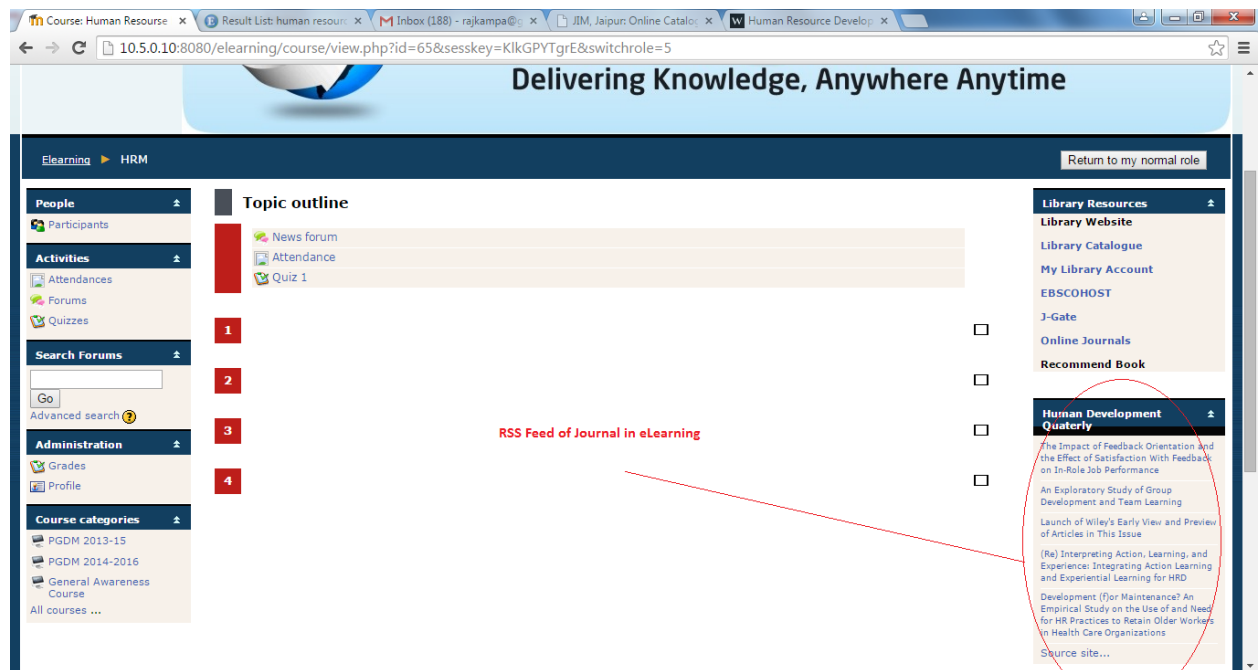 Course: Human Resourse
Result List: human resourc
Inbox (188) - rajkampa@g
JIM, Jaipur: Online Catalog
Human Resource Develop
10.5.0.10:8080/elearning/course/view.php?id=65&sesskey=KlkGPYTgrE&switchrole=5
Delivering Knowledge, Anywhere Anytime
Elearning ► HRM
Return to my normal role
People
Participants
Activities
Attendances
Forums
Quizzes
Search Forums
Go
Advanced search
Administration
Grades
Profile
Course categories
PGDM 2013-15
PGDM 2014-2016
General Awareness
Course
All courses ...
Topic outline
News forum
Attendance
Quiz 1
1
2
3
4
RSS Feed of Journal in eLearning
Library Resources
Library Website
Library Catalogue
My Library Account
EBSCOHOST
J-Gate
Online Journals
Recommend Book
Human Development
Quaterly
The Impact of Feedback Orientation and
the Effect of Satisfaction With Feedback
on In-Role Job Performance
An Exploratory Study of Group
Development and Team Learning
Launch of Wiley's Early View and Preview
of Articles in This Issue
(Re) Interpreting Action, Learning, and
Experience: Integrating Action Learning
and Experiential Learning for HRD
Development (f)or Maintenance? An
Empirical Study on the Use of and Need
for HR Practices to Retain Older Workers
in Health Care Organizations
Source site...